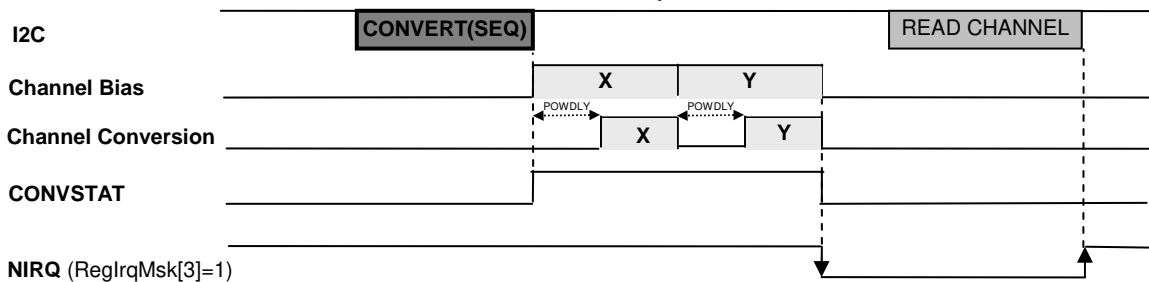 I2C CONVERT(SEQ) READ CHANNEL
Channel Bias X Y
POWDLY POWDLY
Channel Conversion X Y
CONVSTAT
NIRQ (RegIrqMsk[3]=1)